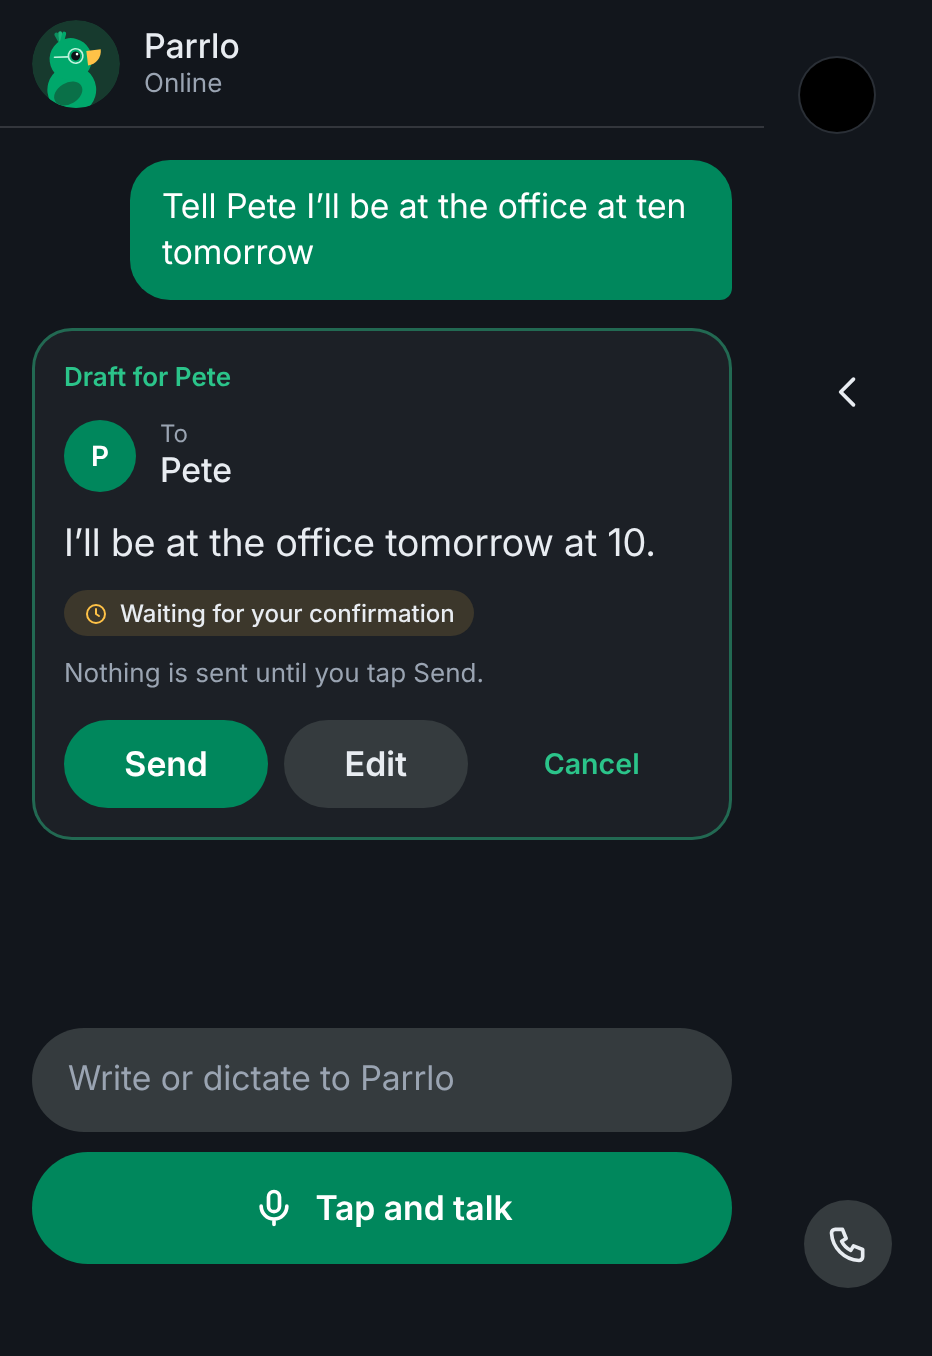 Parrlo
Online
Tell Pete I’ll be at the office at ten
tomorrow
Draft for Pete
P
To
Pete
I’ll be at the office tomorrow at 10.
Waiting for your confirmation
Nothing is sent until you tap Send.
Send
Edit
Cancel
Write or dictate to Parrlo
Tap and talk